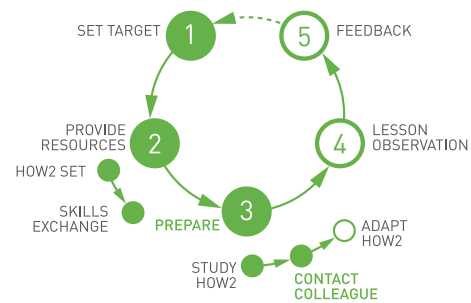 SET TARGET
1
5
FEEDBACK
PROVIDE
RESOURCES
2
4
LESSON
OBSERVATION
HOW2 SET
SKILLS
EXCHANGE
PREPARE
3
ADAPT
HOW2
STUDY
HOW2
CONTACT
COLLEAGUE